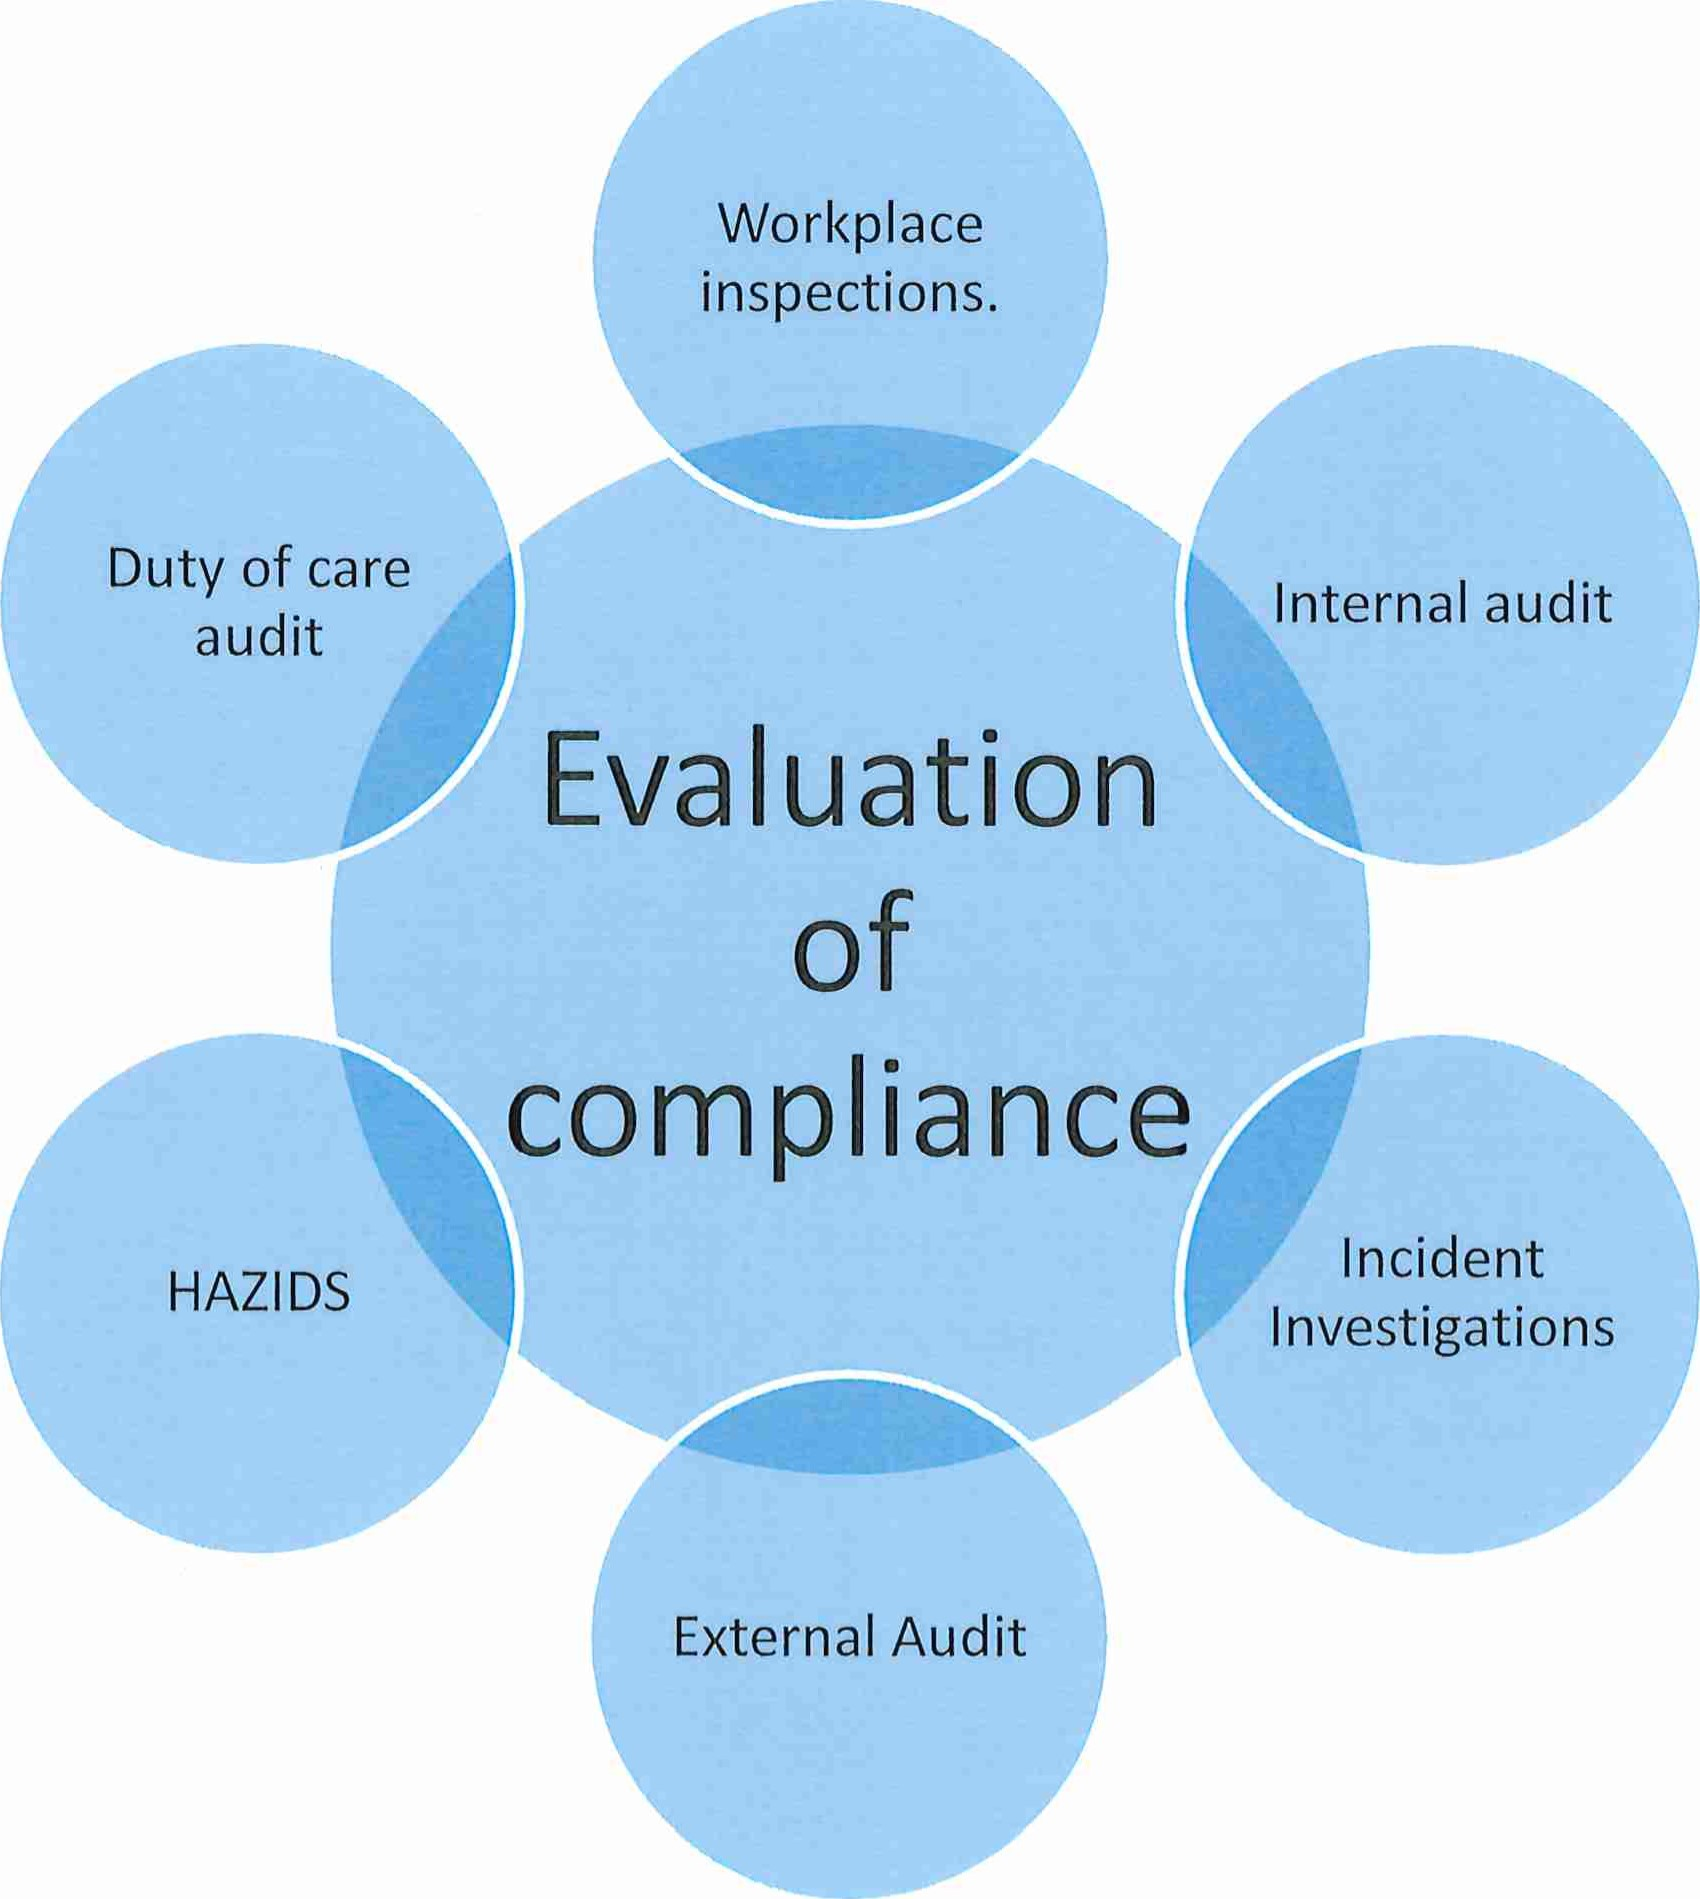 Workplace
inspections.
Duty of care
audit
Internal audit
Evaluation
of
compliance
HAZIDS
Incident
Investigations
External Audit